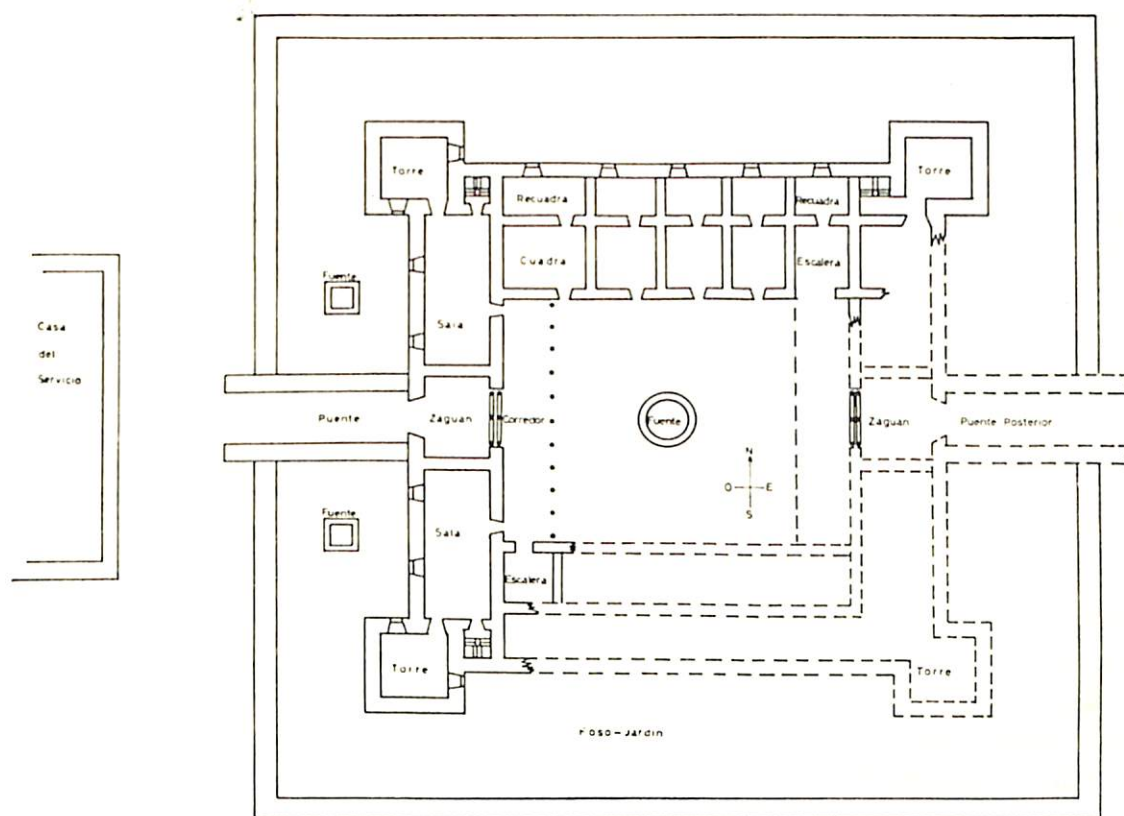 Torre
Torre
Recuadra
Recuadra
Cuadra
Escalera
Fuente
Sala
Casa
del
Servicio
Puente
Zaguan
Corredor
Fuente
Zaguan
Puente Posterior
N
O
E
S
Fuente
Sala
Escalera
Torre
Torre
Foso-Jardin